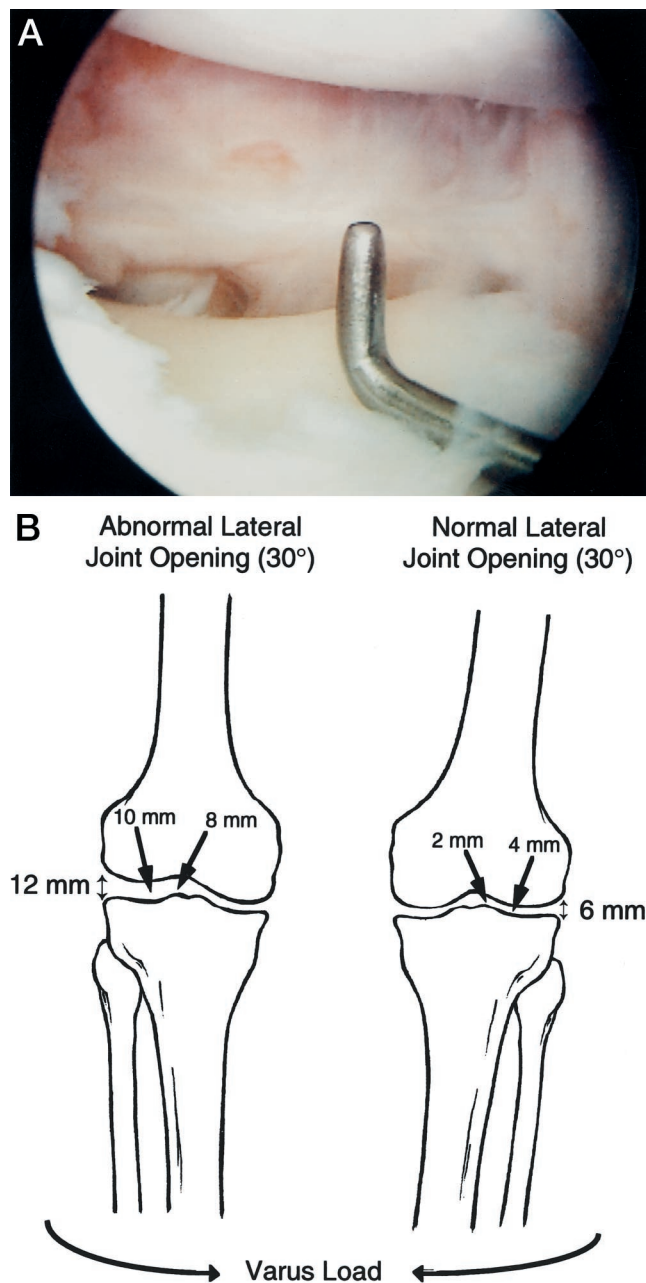 A
B
Abnormal Lateral
Joint Opening (30°)
Normal Lateral
Joint Opening (30°)
10 mm
8 mm
12 mm
2 mm
4 mm
6 mm
Varus Load